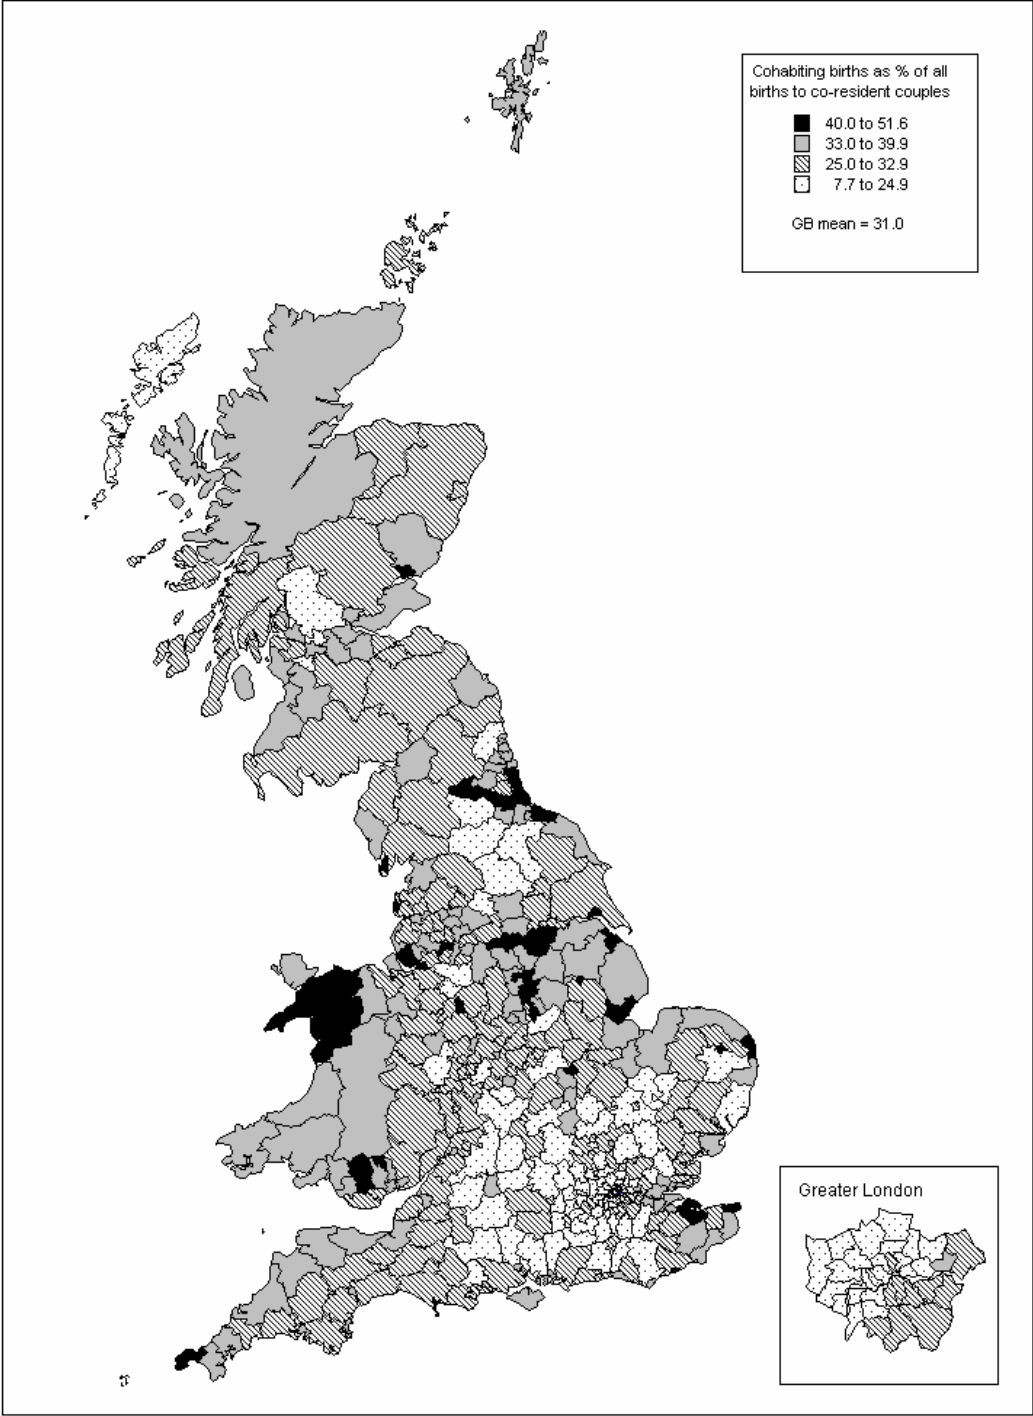 Cohabiting births as % of all
births to co-resident couples
40.0 to 51.6
33.0 to 39.9
25.0 to 32.9
7.7 to 24.9
GB mean = 31.0
Greater London